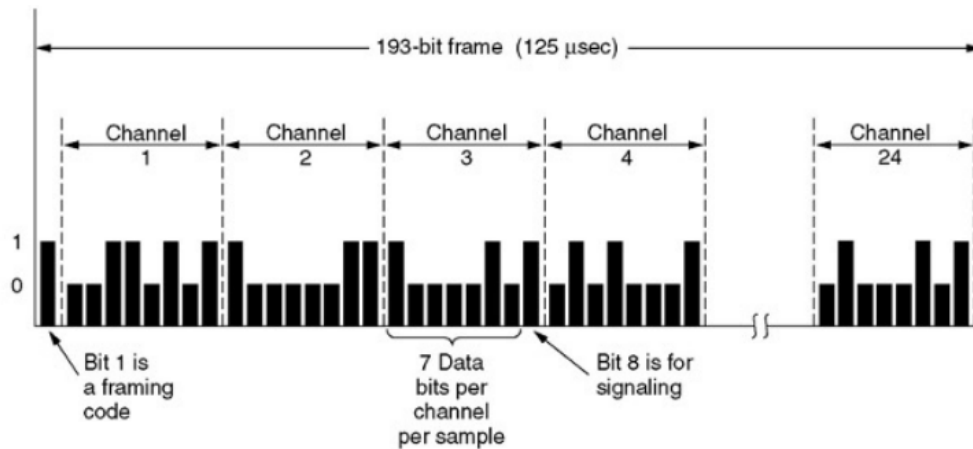 193-bit frame (125 μsec)
Channel
1
Channel
2
Channel
3
Channel
4
Channel
24
1
0
Bit 1 is
a framing
code
7 Data
bits per
channel
per sample
Bit 8 is for
signaling